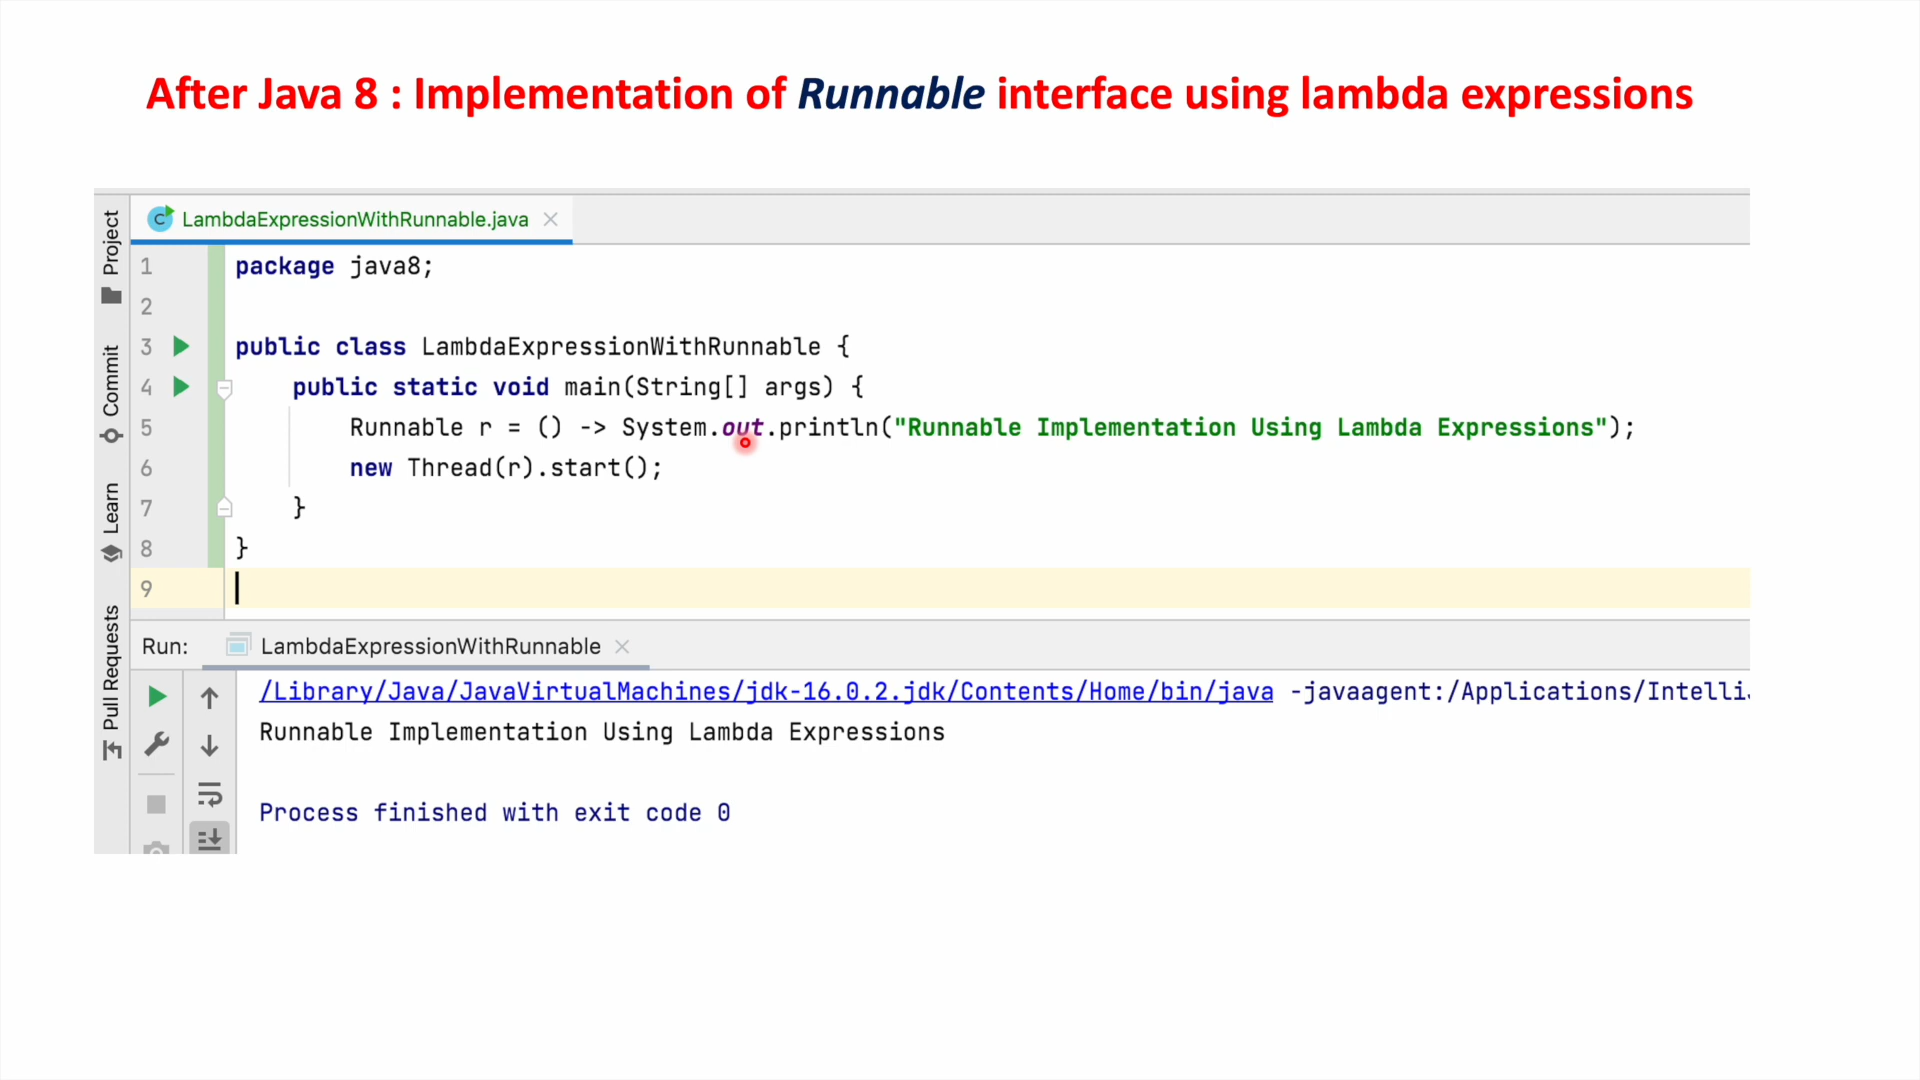 After Java 8 : Implementation of Runnable interface using lambda expressions
Project
Commit
Learn
Pull Requests
LambdaExpressionWithRunnable.java
1 package java8;
2
3 public class LambdaExpressionWithRunnable {
4 public static void main(String[] args) {
5 Runnable r = () -> System.out.println("Runnable Implementation Using Lambda Expressions");
6 new Thread(r).start();
7 }
8 }
9
Run: LambdaExpressionWithRunnable
/Library/Java/JavaVirtualMachines/jdk-16.0.2.jdk/Contents/Home/bin/java -javaagent:/Applications/Intelli
Runnable Implementation Using Lambda Expressions
Process finished with exit code 0